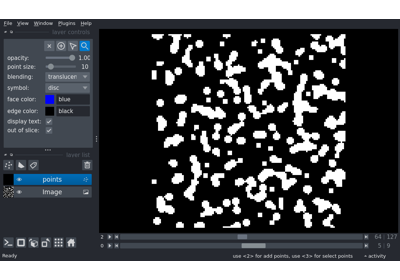 File View Window Plugins Help
layer controls
opacity: 1.00
point size: 10
blending: translucen
symbol: disc
face color: blue
edge color: black
display text:
out of slice:
layer list
points
Image
2 64 127
0 5 9
Ready use <2> for add points, use <3> for select points activity